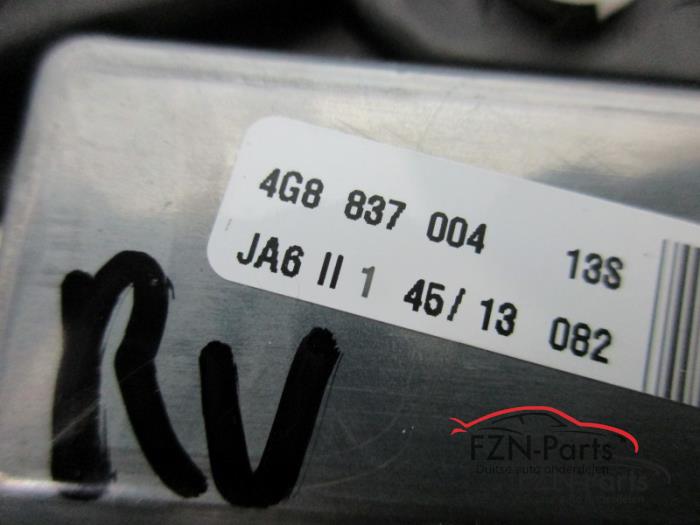 4G8 837 004 13S
JA6 II 1 45/13 082
RV
FZN-Parts
Duitse auto onderdelen